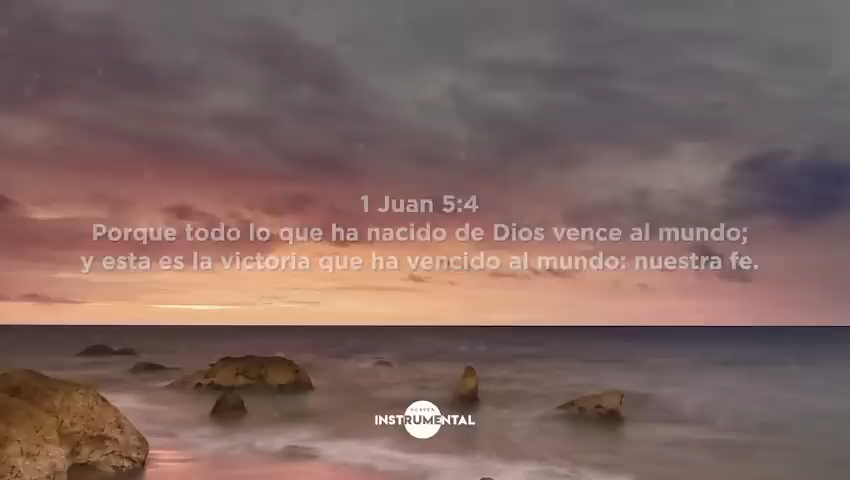 1 Juan 5:4
Porque todo lo que ha nacido de Dios vence al mundo;
y esta es la victoria que ha vencido al mundo: nuestra fe.
HEAVEN
INSTRUMENTAL